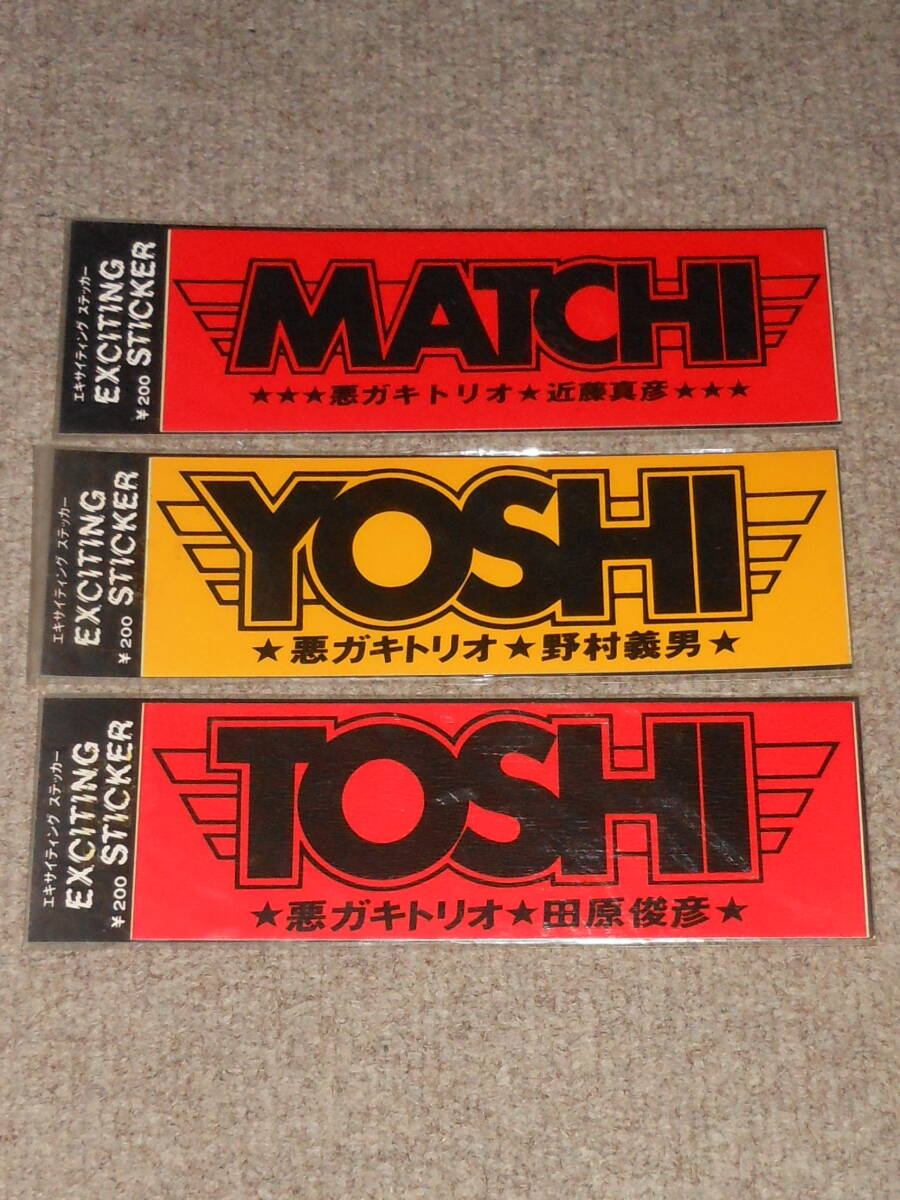 エキサイティング ステッカー
EXCITING
STICKER
¥200
MATCHI
★★★悪ガキトリオ★近藤真彦★★★
エキサイティング ステッカー
EXCITING
STICKER
¥200
YOSHI
★悪ガキトリオ★野村義男★
エキサイティング ステッカー
EXCITING
STICKER
¥200
TOSHI
★悪ガキトリオ★田原俊彦★